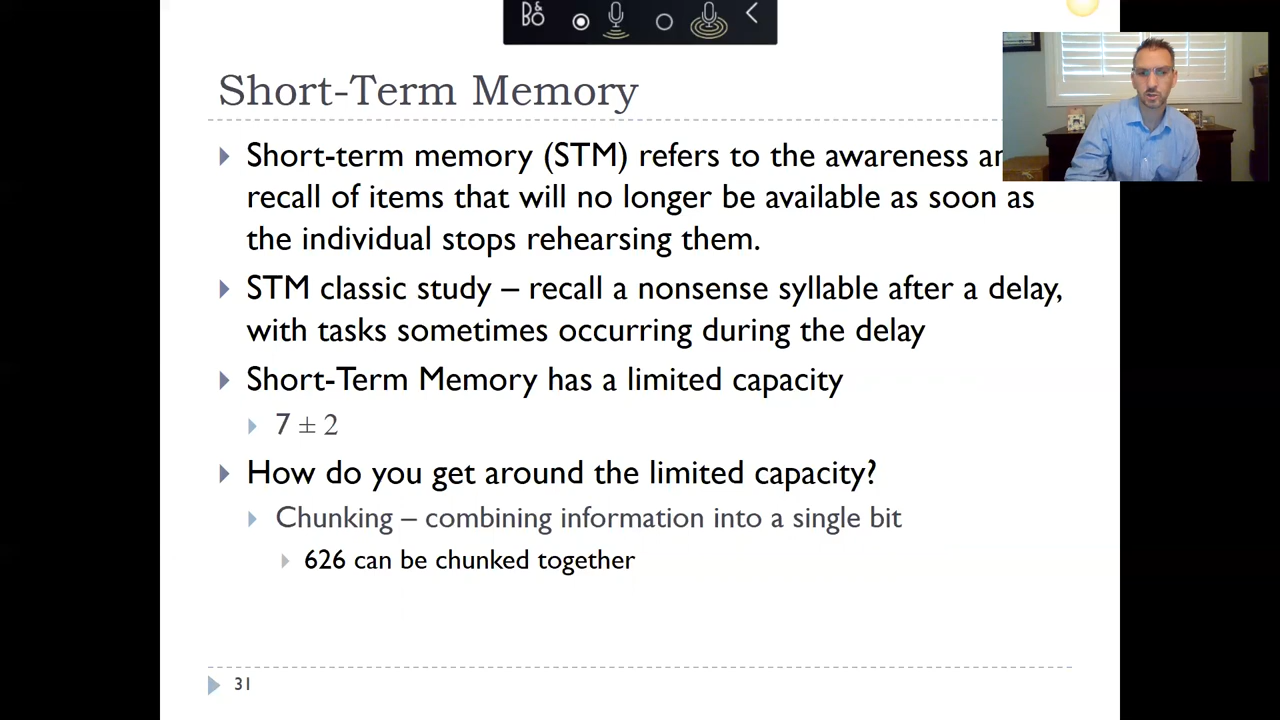 B&O
Short-Term Memory
Short-term memory (STM) refers to the awareness
recall of items that will no longer be available as soon as
the individual stops rehearsing them.
STM classic study – recall a nonsense syllable after a delay,
with tasks sometimes occurring during the delay
Short-Term Memory has a limited capacity
7 ± 2
How do you get around the limited capacity?
Chunking – combining information into a single bit
626 can be chunked together
31